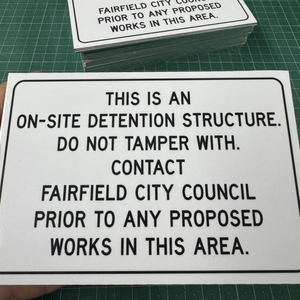 FAIRFIELD CITY COUNCIL
PRIOR TO ANY PROPOSED
WORKS IN THIS AREA.
THIS IS AN
ON-SITE DETENTION STRUCTURE.
DO NOT TAMPER WITH.
CONTACT
FAIRFIELD CITY COUNCIL
PRIOR TO ANY PROPOSED
WORKS IN THIS AREA.